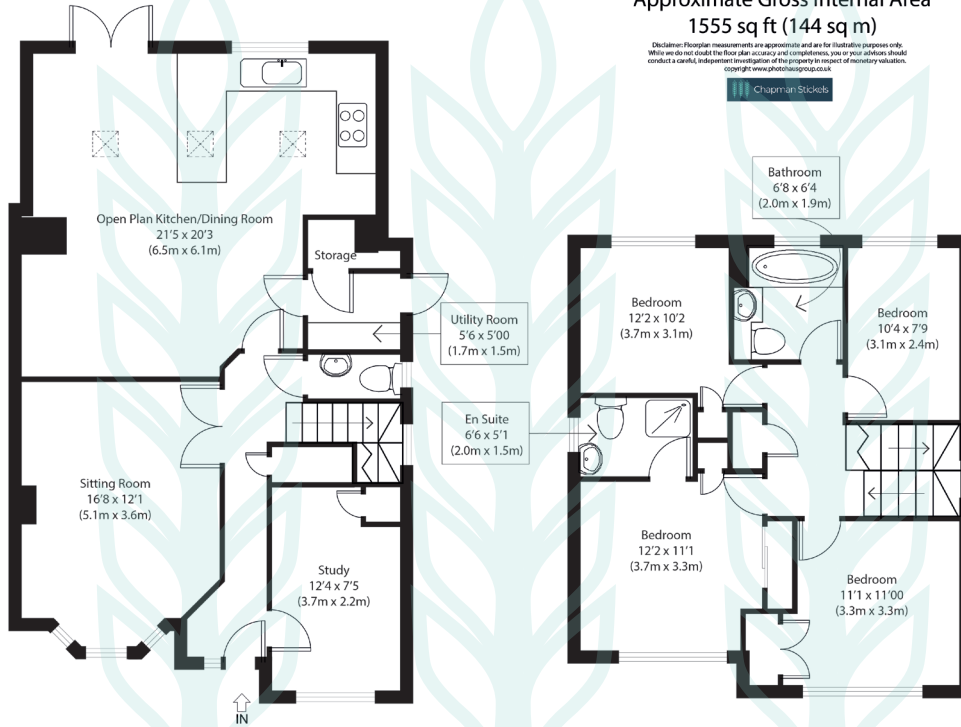 Approximate Gross Internal Area
1555 sq ft (144 sq m)
Disclaimer: Floorplan measurements are approximate and are for illustrative purposes only.
While we do not doubt the floor plan accuracy and completeness, you or your advisors should
conduct a careful, independent investigation of the property in respect of monetary valuation.
copyright www.photohausgroup.co.uk
Chapman Stickels
Open Plan Kitchen/Dining Room
21'5 x 20'3
(6.5m x 6.1m)
Storage
Utility Room
5'6 x 5'00
(1.7m x 1.5m)
Sitting Room
16'8 x 12'1
(5.1m x 3.6m)
Study
12'4 x 7'5
(3.7m x 2.2m)
IN
Bathroom
6'8 x 6'4
(2.0m x 1.9m)
Bedroom
12'2 x 10'2
(3.7m x 3.1m)
Bedroom
10'4 x 7'9
(3.1m x 2.4m)
En Suite
6'6 x 5'1
(2.0m x 1.5m)
Bedroom
12'2 x 11'1
(3.7m x 3.3m)
Bedroom
11'1 x 11'00
(3.3m x 3.3m)